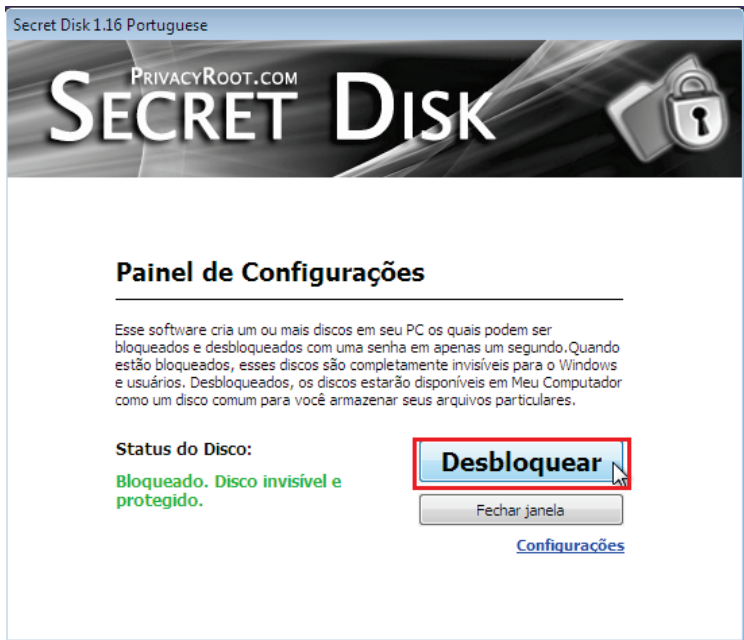 Secret Disk 1.16 Portuguese
PRIVACYROOT.COM
SECRET DISK
Painel de Configurações
Esse software cria um ou mais discos em seu PC os quais podem ser
bloqueados e desbloqueados com uma senha em apenas um segundo.Quando
estão bloqueados, esses discos são completamente invisíveis para o Windows
e usuários. Desbloqueados, os discos estarão disponíveis em Meu Computador
como um disco comum para você armazenar seus arquivos particulares.
Status do Disco:
Bloqueado. Disco invisível e
protegido.
Desbloquear
Fechar janela
Configurações